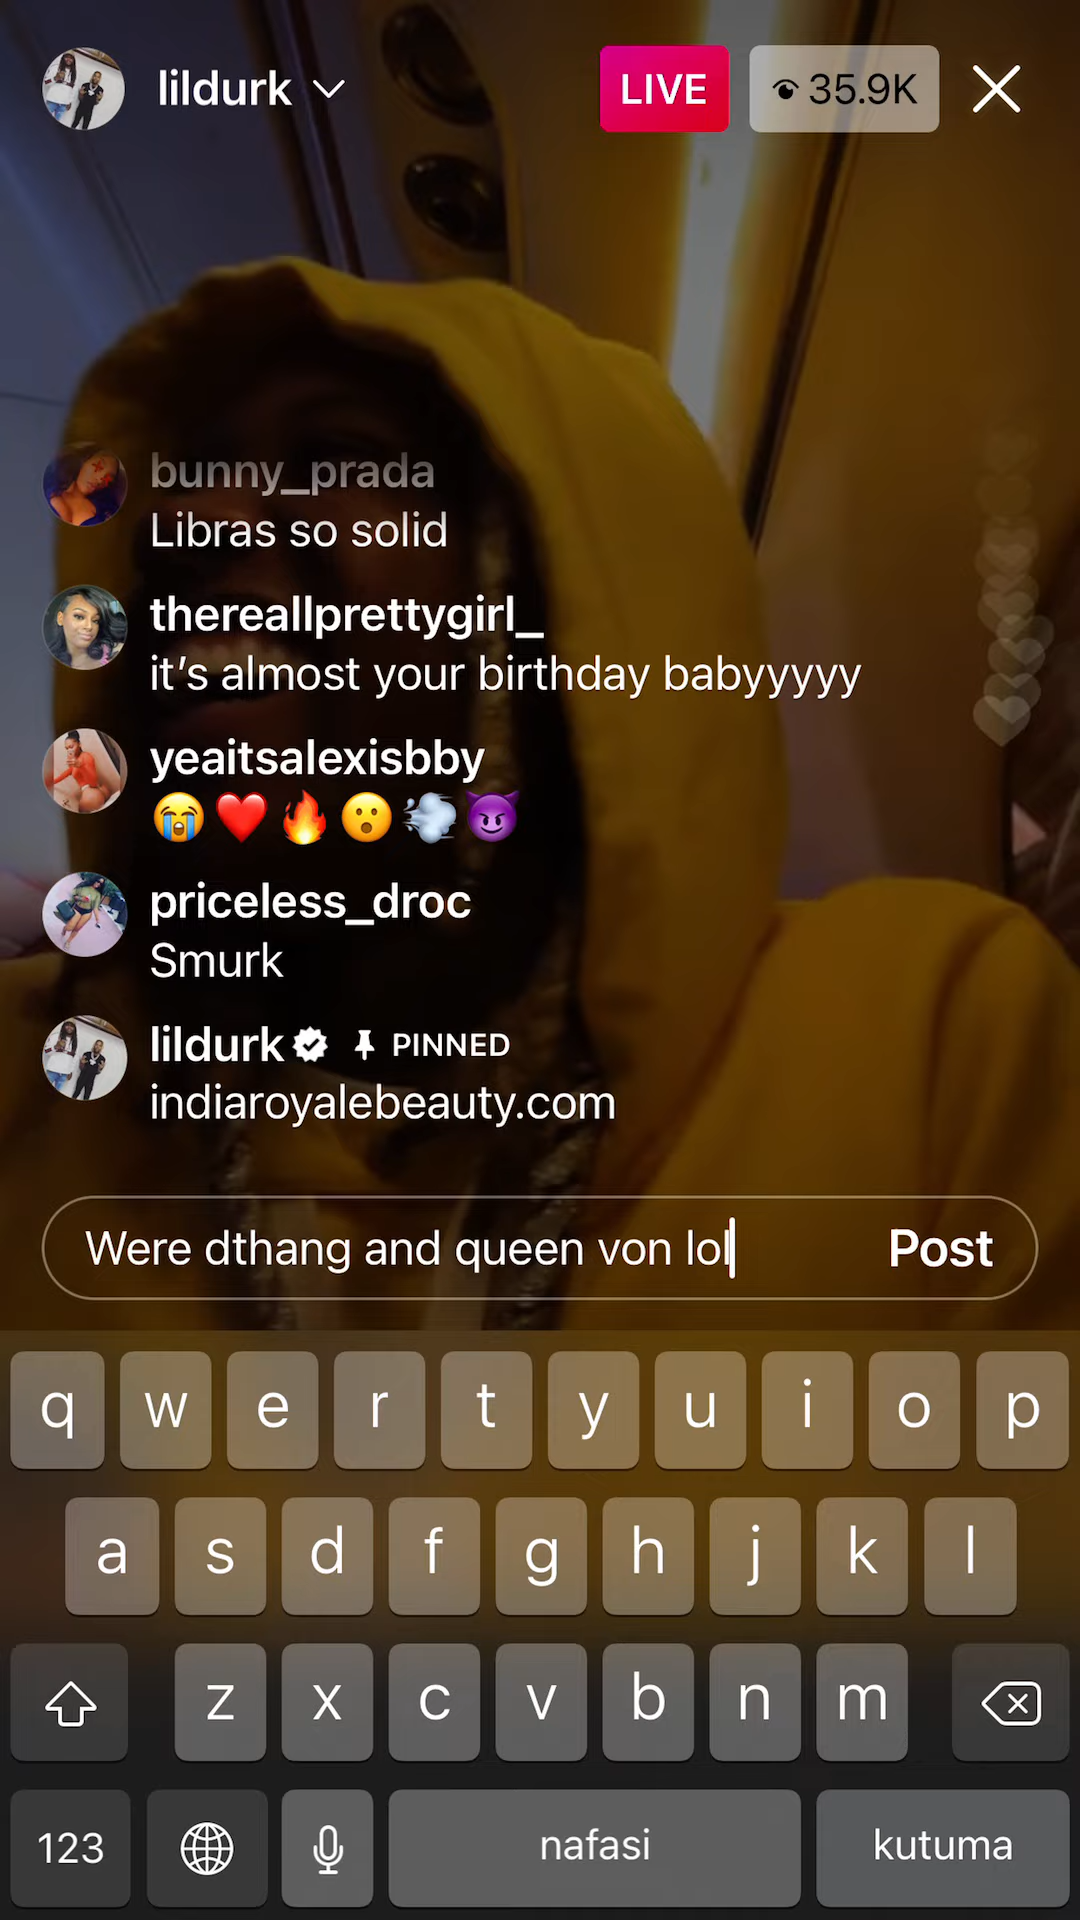 lildurk
LIVE 35.9K
bunny_prada
Libras so solid
thereallprettygirl_
it's almost your birthday babyyyyy
yeaitsalexisbby
😭❤️🔥😮💨😈
priceless_droc
Smurk
lildurk PINNED
indiaroyalebeauty.com
Were dthang and queen von lol Post
q w e r t y u i o p
a s d f g h j k l
z x c v b n m
123 nafasi kutuma